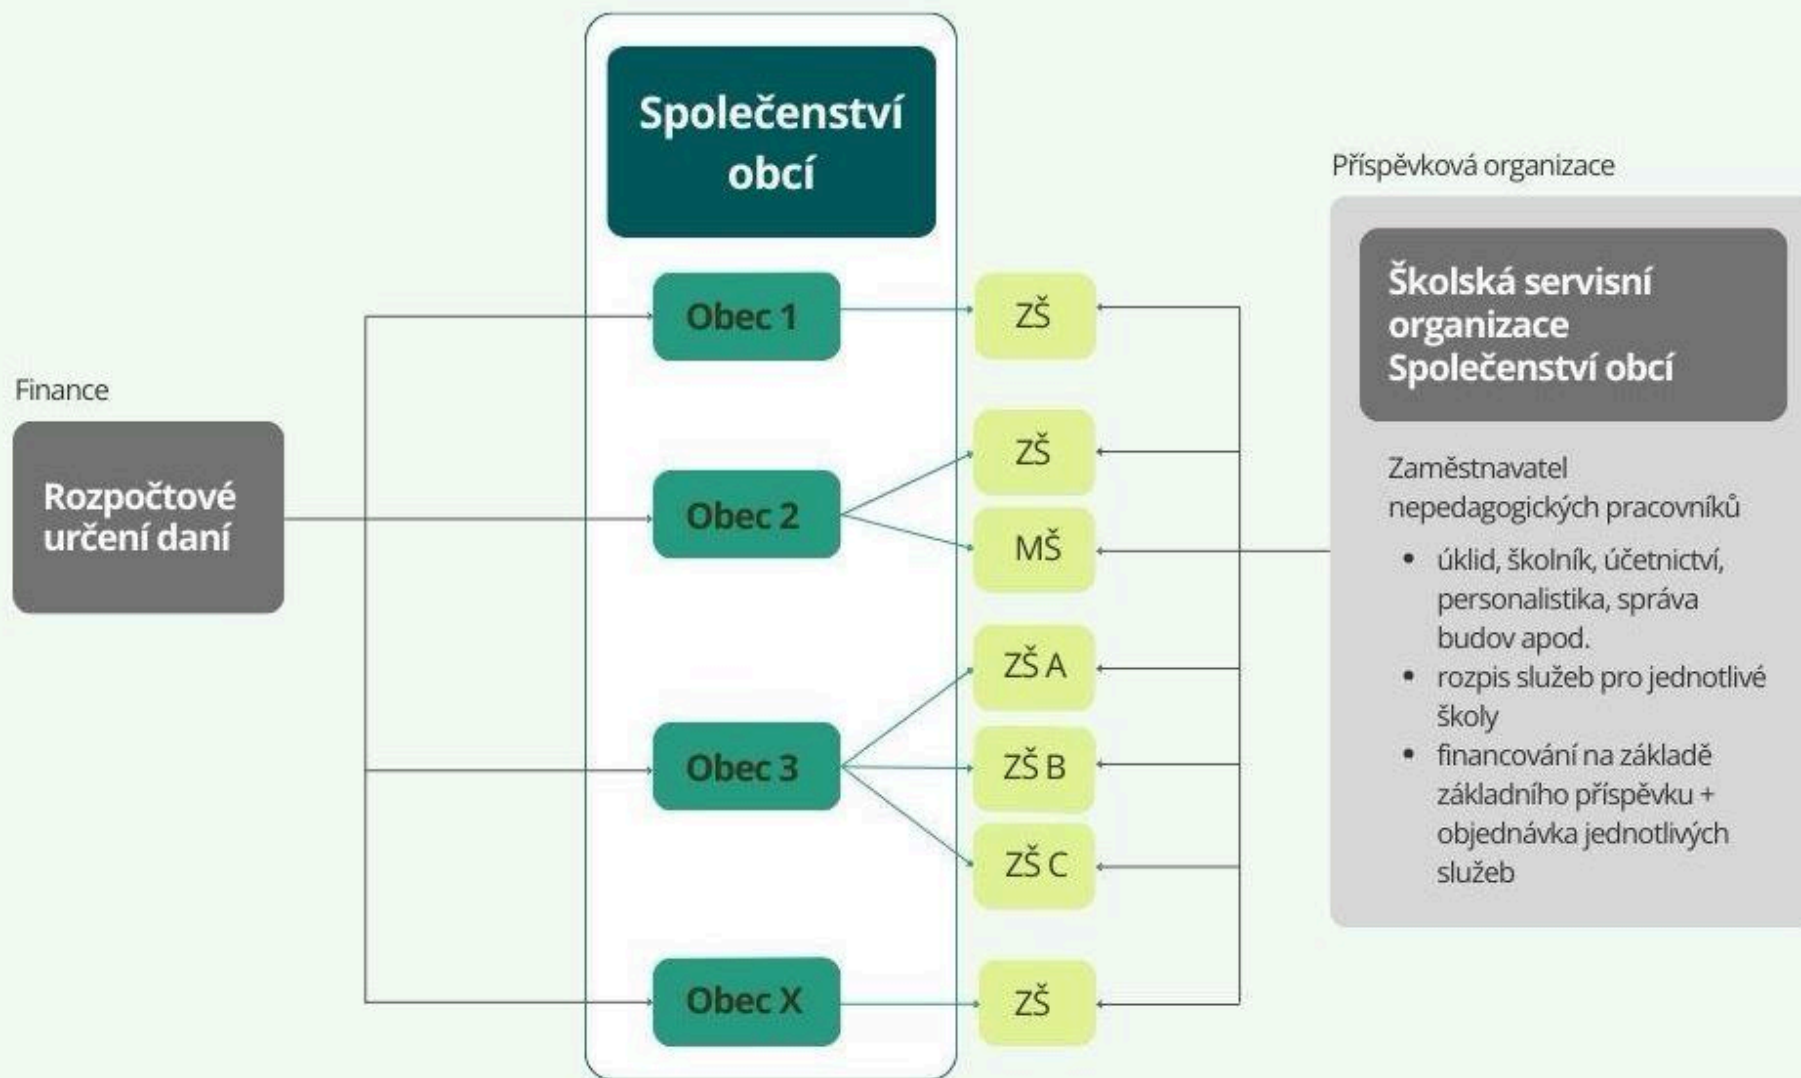 Společenství
obcí
Finance
Rozpočtové
určení daní
Obec 1
Obec 2
Obec 3
Obec X
ZŠ
ZŠ
MŠ
ZŠ A
ZŠ B
ZŠ C
ZŠ
Příspěvková organizace
Školská servisní
organizace
Společenství obcí
Zaměstnavatel
nepedagogických pracovníků
• úklid, školník, účetnictví,
personalistika, správa
budov apod.
• rozpis služeb pro jednotlivé
školy
• financování na základě
základního příspěvku +
objednávka jednotlivých
služeb